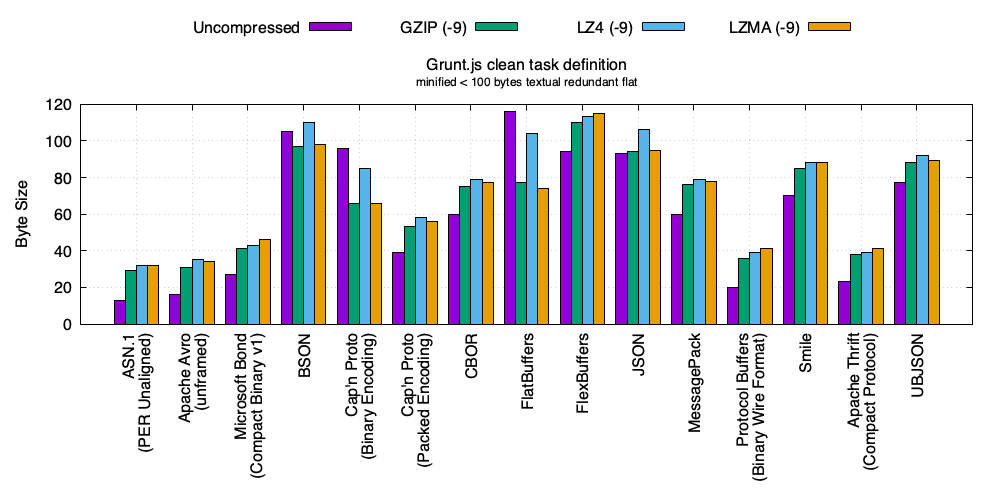 Uncompressed GZIP (-9) LZ4 (-9) LZMA (-9)
Grunt.js clean task definition
minified < 100 bytes textual redundant flat
Byte Size
120
100
80
60
40
20
0
ASN.1
(PER Unaligned)
Apache Avro
(unframed)
Microsoft Bond
(Compact Binary v1)
BSON
Cap'n Proto
(Binary Encoding)
Cap'n Proto
(Packed Encoding)
CBOR
FlatBuffers
FlexBuffers
JSON
MessagePack
Protocol Buffers
(Binary Wire Format)
Smile
Apache Thrift
(Compact Protocol)
UBJSON